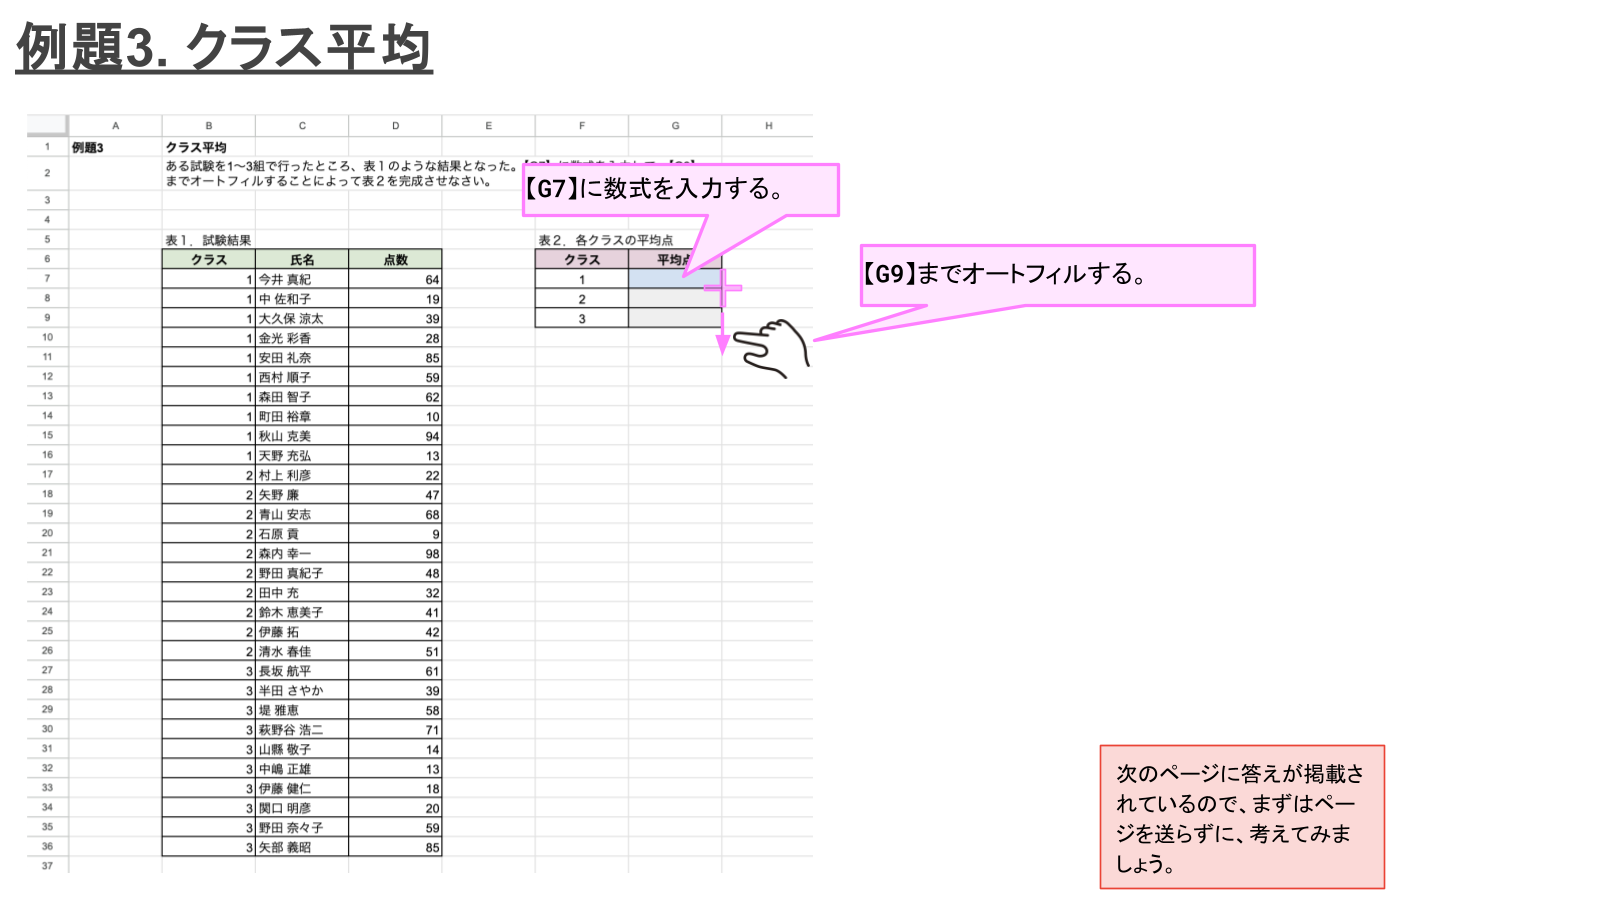 例題3. クラス平均
A B C D E F G H
1 例題3 クラス平均
2 ある試験を1〜3組で行ったところ、表1のような結果となった。
までオートフィルすることによって表2を完成させなさい。
【G7】に数式を入力する。
3
4
5 表1. 試験結果 表2. 各クラスの平均点
6 クラス 氏名 点数 クラス 平均
7 1 今井 真紀 64 1
【G9】までオートフィルする。
8 1 中 佐和子 19 2
9 1 大久保 涼太 39 3
10 1 金光 彩香 28
11 1 安田 礼奈 85
12 1 西村 順子 59
13 1 森田 智子 62
14 1 町田 裕章 10
15 1 秋山 克美 94
16 1 天野 充弘 13
17 2 村上 利彦 22
18 2 矢野 廉 47
19 2 青山 安志 68
20 2 石原 貢 9
21 2 森内 幸一 98
22 2 野田 真紀子 48
23 2 田中 充 32
24 2 鈴木 恵美子 41
25 2 伊藤 拓 42
26 2 清水 春佳 51
27 3 長坂 航平 61
28 3 半田 さやか 39
29 3 堤 雅恵 58
30 3 萩野谷 浩二 71
31 3 山縣 敬子 14
32 3 中嶋 正雄 13
33 3 伊藤 健仁 18
34 3 関口 明彦 20
35 3 野田 奈々子 59
36 3 矢部 義昭 85
37
次のページに答えが掲載さ
れているので、まずはペー
ジを送らずに、考えてみま
しょう。